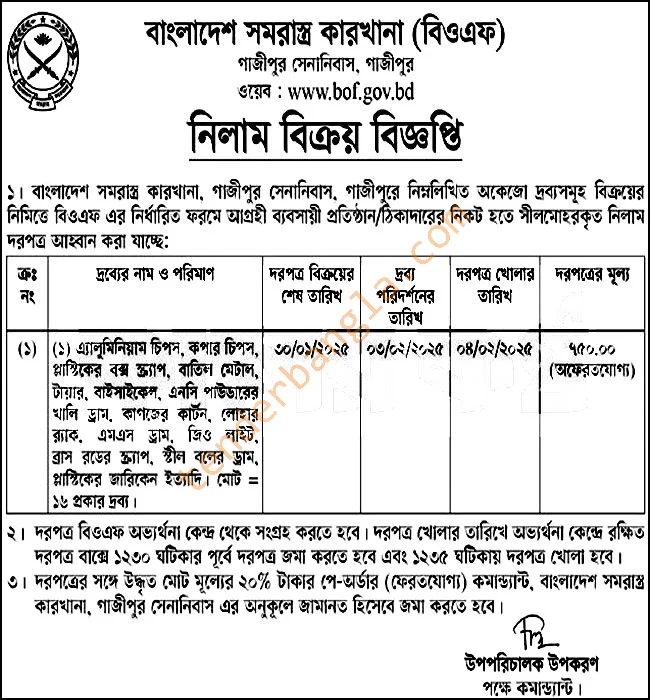 বাংলাদেশ সমরাস্ত্র কারখানা (বিওএফ)
গাজীপুর সেনানিবাস, গাজীপুর
ওয়েব : www.bof.gov.bd
নিলাম বিক্রয় বিজ্ঞপ্তি
১। বাংলাদেশ সমরাস্ত্র কারখানা, গাজীপুর সেনানিবাস, গাজীপুরে নিম্নলিখিত অকেজো দ্রব্যসমূহ বিক্রয়ের
নিমিত্তে বিওএফ এর নির্ধারিত ফরমে আগ্রহী ব্যবসায়ী প্রতিষ্ঠান/ঠিকাদারের নিকট হতে সীলমোহরকৃত নিলাম
দরপত্র আহ্বান করা যাচ্ছে:
ক্রঃ নং
দ্রব্যের নাম ও পরিমাণ
দরপত্র বিক্রয়ের শেষ তারিখ
দ্রব্য পরিদর্শনের তারিখ
দরপত্র খোলার তারিখ
দরপত্রের মূল্য
(১)
(১) এ্যালুমিনিয়াম চিপস, কপার চিপস,
প্লাস্টিকের বক্স স্ক্র্যাপ, বাতিল মেটাল,
টায়ার, বাইসাইকেল, এনসি পাউডারের
খালি ড্রাম, কাগজের কার্টন, লোহার
র‍্যাক, এমএস ড্রাম, জিও লাইট,
ব্রাস রডের স্ক্র্যাপ, স্টীল বলের ড্রাম,
প্লাস্টিকের জারিকেন ইত্যাদি। মোট =
১৬ প্রকার দ্রব্য।
৩০/০১/২০২৫
০৩/০২/২০২৫
০৪/০২/২০২৫
৭৫০.০০
(অফেরতযোগ্য)
২। দরপত্র বিওএফ অভ্যর্থনা কেন্দ্র থেকে সংগ্রহ করতে হবে। দরপত্র খোলার তারিখে অভ্যর্থনা কেন্দ্রে রক্ষিত
দরপত্র বাক্সে ১২৩০ ঘটিকার পূর্বে দরপত্র জমা করতে হবে এবং ১২৩৫ ঘটিকায় দরপত্র খোলা হবে।
৩। দরপত্রের সঙ্গে উদ্ধৃত মোট মূল্যের ২০% টাকার পে-অর্ডার (ফেরতযোগ্য) কমান্ড্যান্ট, বাংলাদেশ সমরাস্ত্র
কারখানা, গাজীপুর সেনানিবাস এর অনুকূলে জামানত হিসেবে জমা করতে হবে।
উপপরিচালক উপকরণ
পক্ষে কমান্ড্যান্ট।
tenderbangla.com